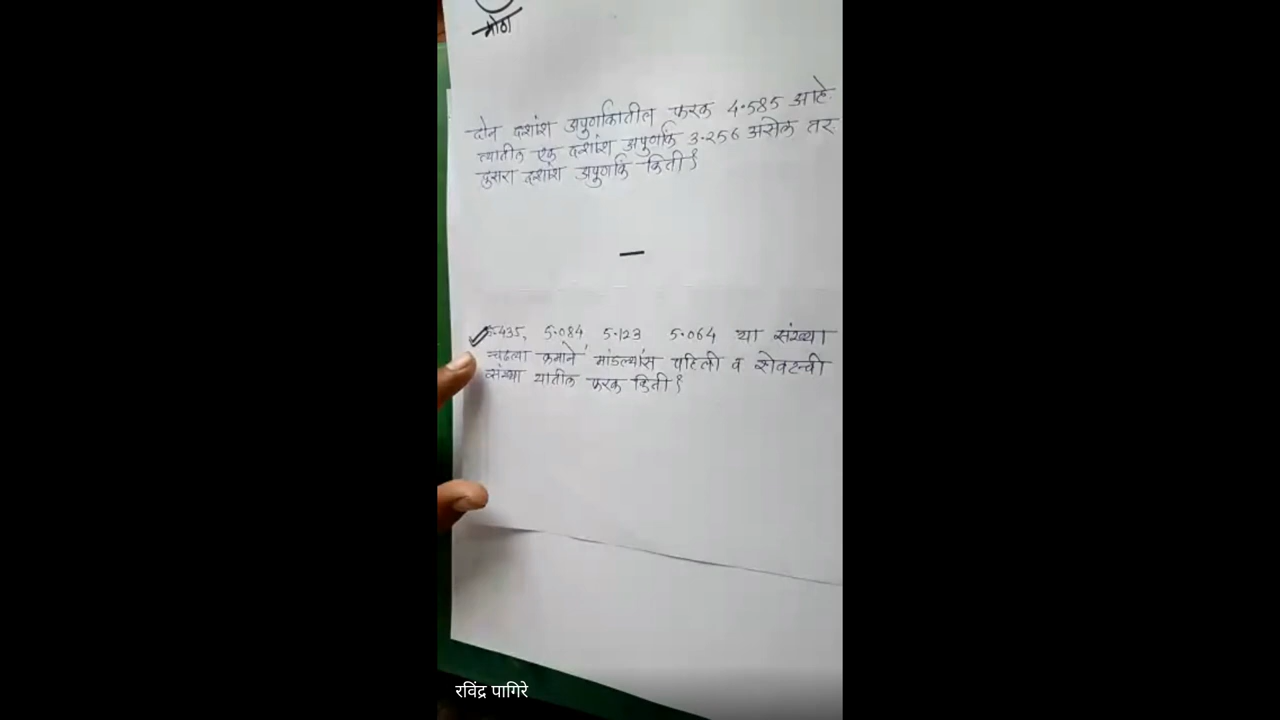 मोठा
दोन दशांश अपुर्णांकातील फरक 4.585 आहे.
त्यातील एक दशांश अपुर्णांक 3.256 असेल तर
दुसरा दशांश अपुर्णांक किती?
5.435, 5.084 5.123 5.064 या संख्या
चढत्या क्रमाने मांडल्यास पहिली व शेवटची
संख्या यातील फरक किती?
रविंद्र पागिरे